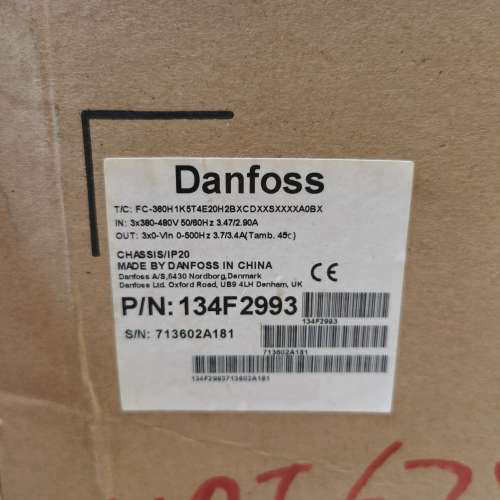 Danfoss
T/C: FC-360H1K5T4E20H2BXCDXXSXXXXA0BX
IN: 3x380-480V 50/60Hz 3.47/2.90A
OUT: 3x0-Vin 0-500Hz 3.7/3.4A(Tamb. 45c)
CHASSIS/IP20
MADE BY DANFOSS IN CHINA
Danfoss A/S,6430 Nordborg,Denmark
Danfoss Ltd. Oxford Road, UB9 4LH Denham, UK
CE
P/N: 134F2993
134F2993
S/N: 713602A181
713602A181
134F2993713602A181